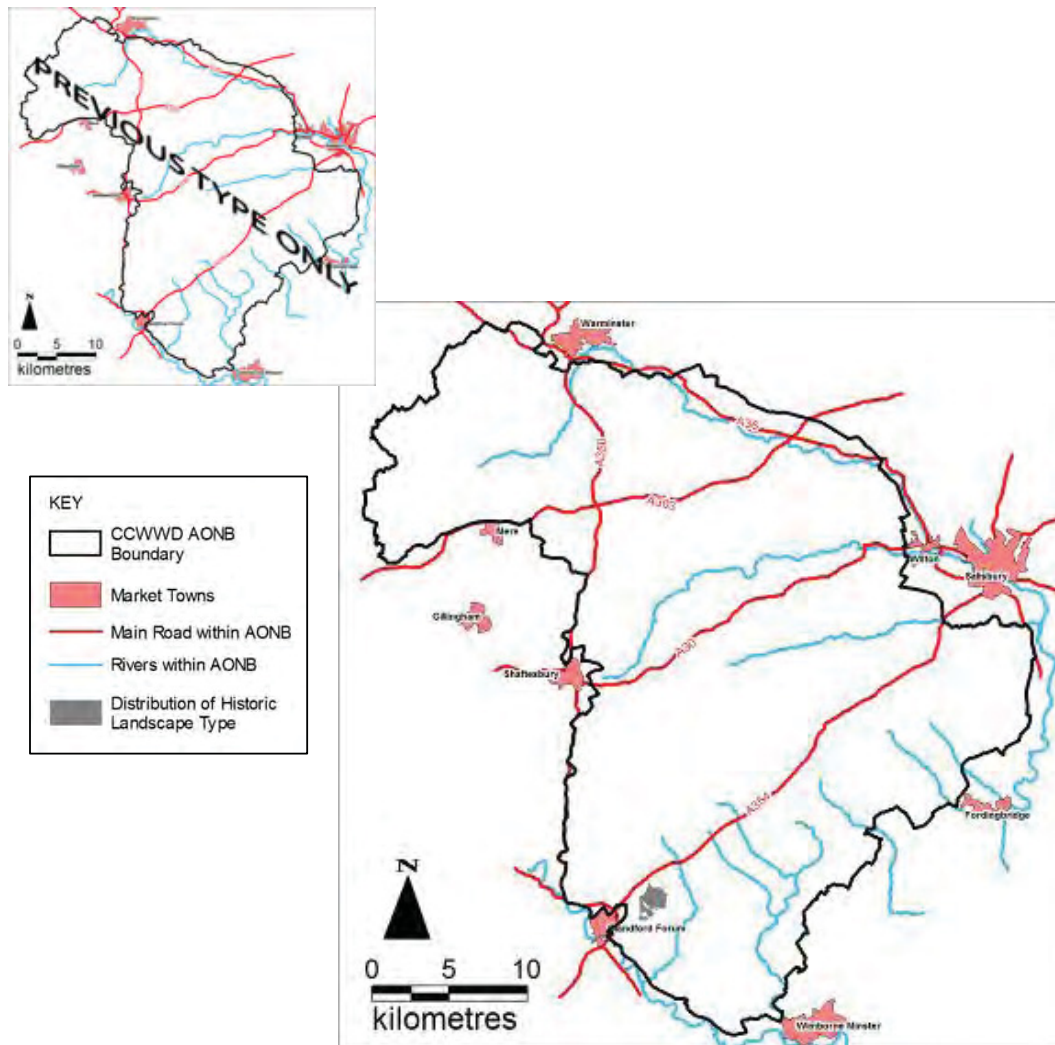 PREVIOUS TYPE ONLY
N
0 5 10
kilometres
KEY
CCWWD AONB
Boundary
Market Towns
Main Road within AONB
Rivers within AONB
Distribution of Historic
Landscape Type
Warminster
A36
A350
A303
Mere
Wilton
Salisbury
Gillingham
Shaftesbury
A30
A354
Fordingbridge
N
landford Forum
0 5 10
kilometres
Wimborne Minster